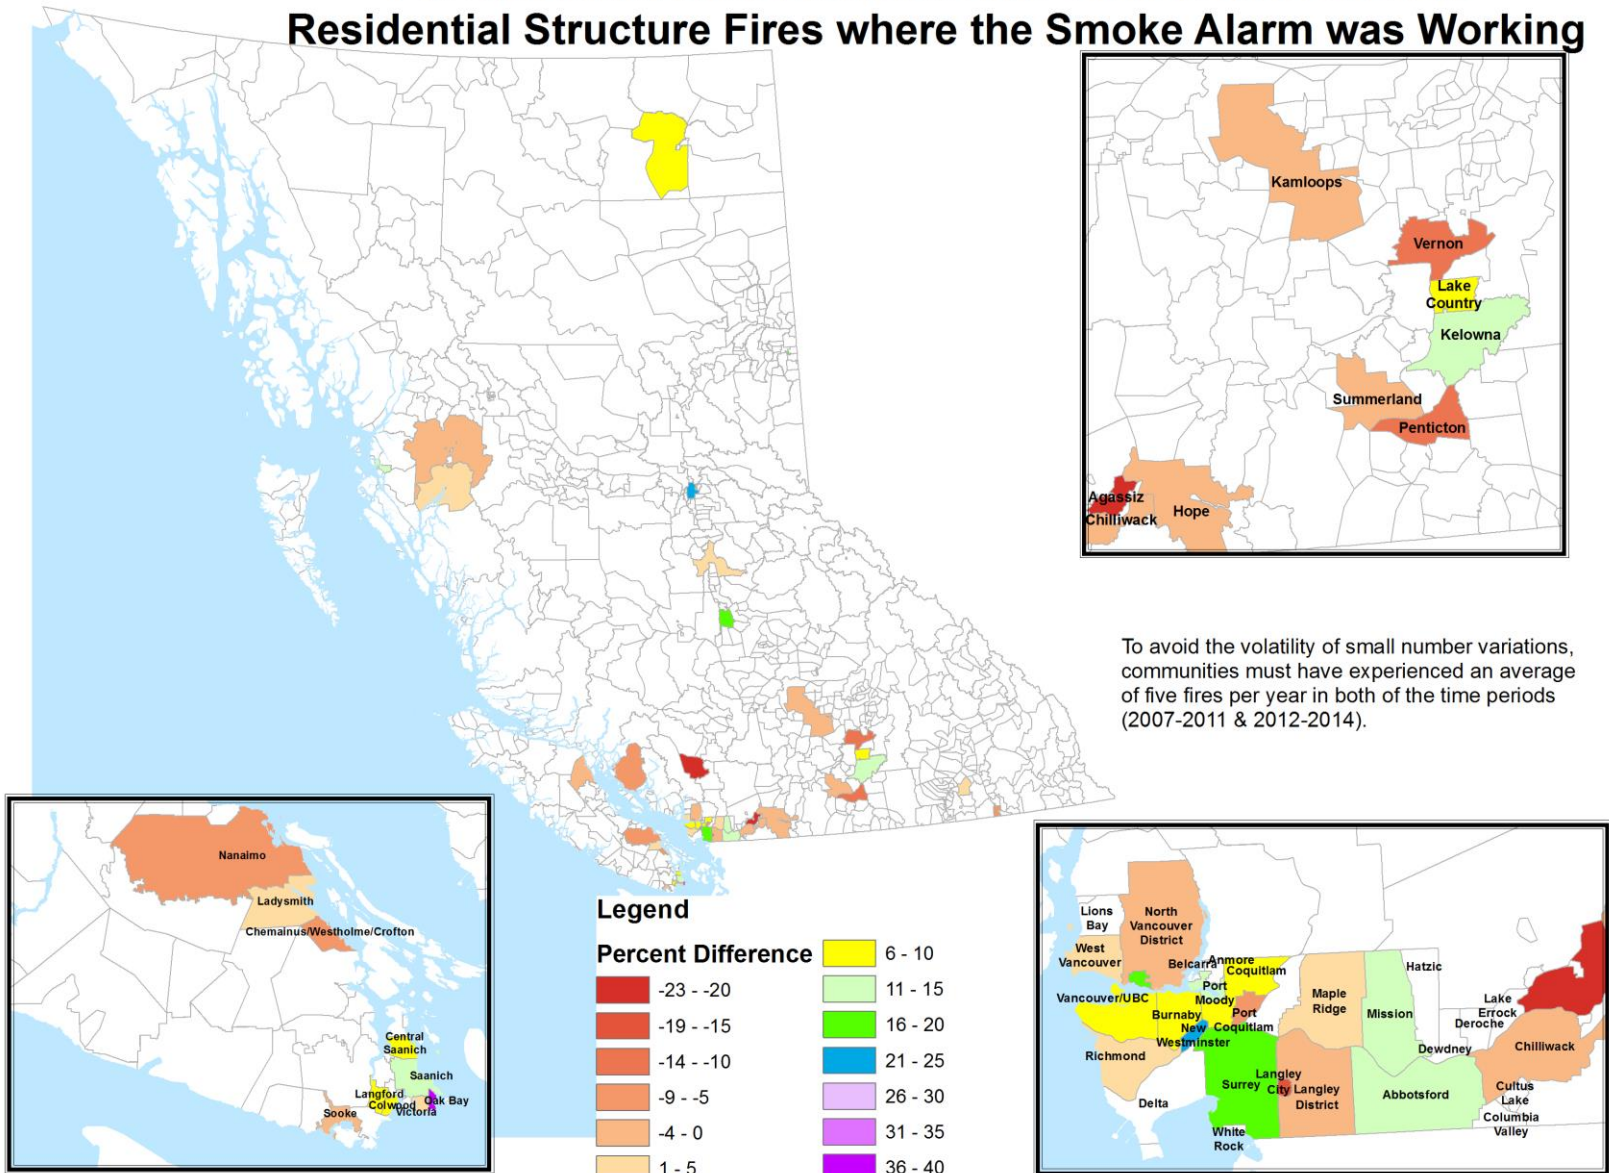 Residential Structure Fires where the Smoke Alarm was Working
Kamloops
Vernon
Lake
Country
Kelowna
Summerland
Penticton
Agassiz
Chilliwack
Hope
To avoid the volatility of small number variations,
communities must have experienced an average
of five fires per year in both of the time periods
(2007-2011 & 2012-2014).
Nanaimo
Ladysmith
Chemainus/Westholme/Crofton
Central
Saanich
Saanich
Langford
Colwood
Oak Bay
Victoria
Sooke
Legend
Percent Difference
-23 - -20
-19 - -15
-14 - -10
-9 - -5
-4 - 0
1 - 5
6 - 10
11 - 15
16 - 20
21 - 25
26 - 30
31 - 35
36 - 40
Lions
Bay
North
Vancouver
District
West
Vancouver
Belcarra
Anmore
Coquitlam
Port
Moody
Vancouver/UBC
Burnaby
New
Westminster
Port
Coquitlam
Maple
Ridge
Mission
Hatzic
Lake
Errock
Deroche
Dewdney
Chilliwack
Richmond
Delta
Surrey
White
Rock
Langley
City
Langley
District
Abbotsford
Cultus
Lake
Columbia
Valley